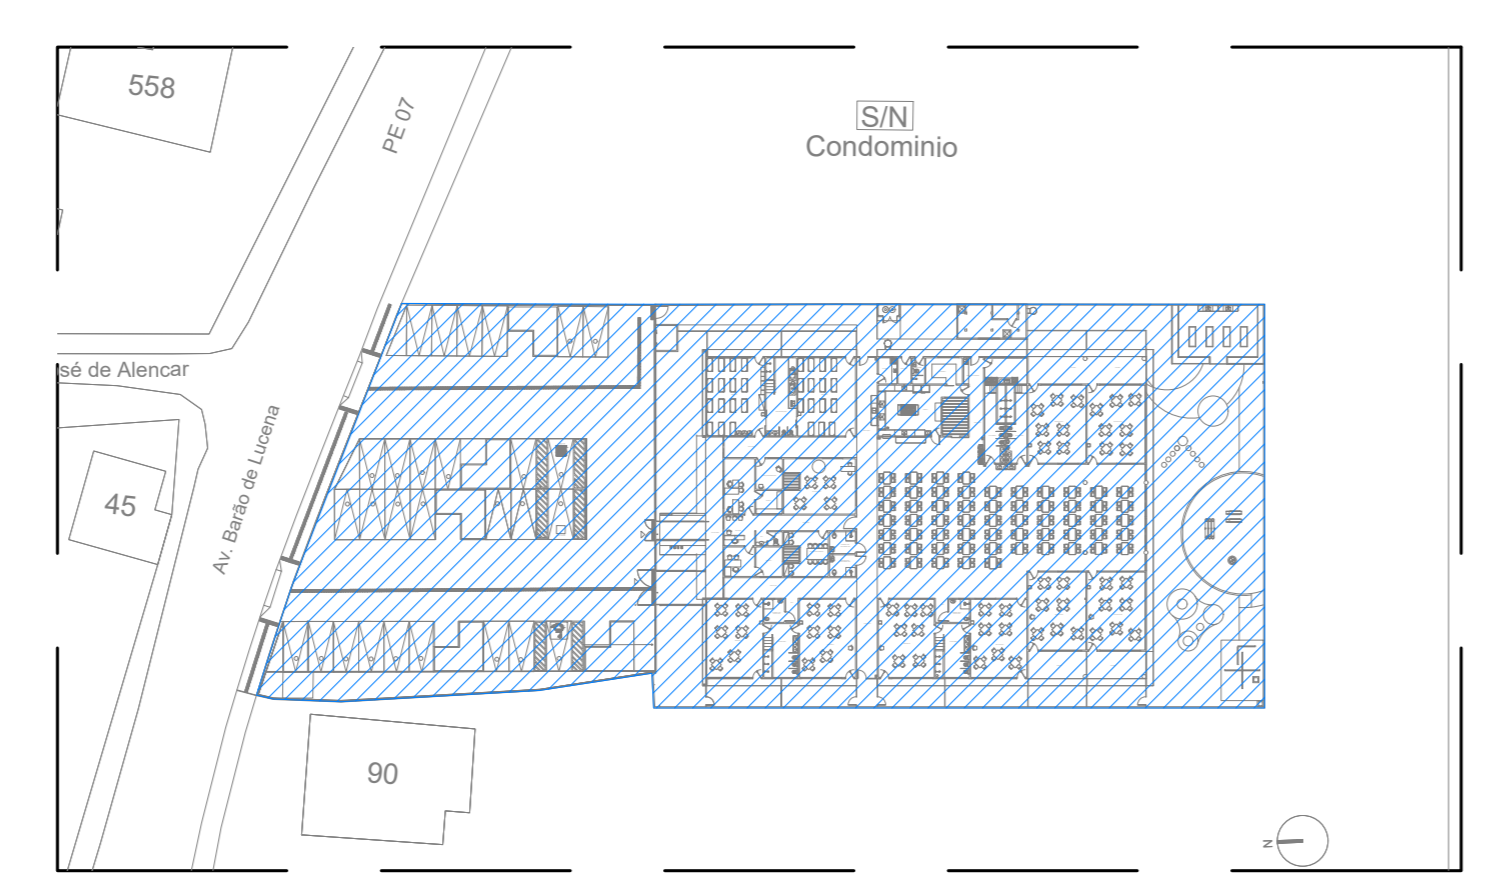 558
PE 07
S/N
Condominio
sé de Alencar
Av. Barão de Lucena
45
90
N